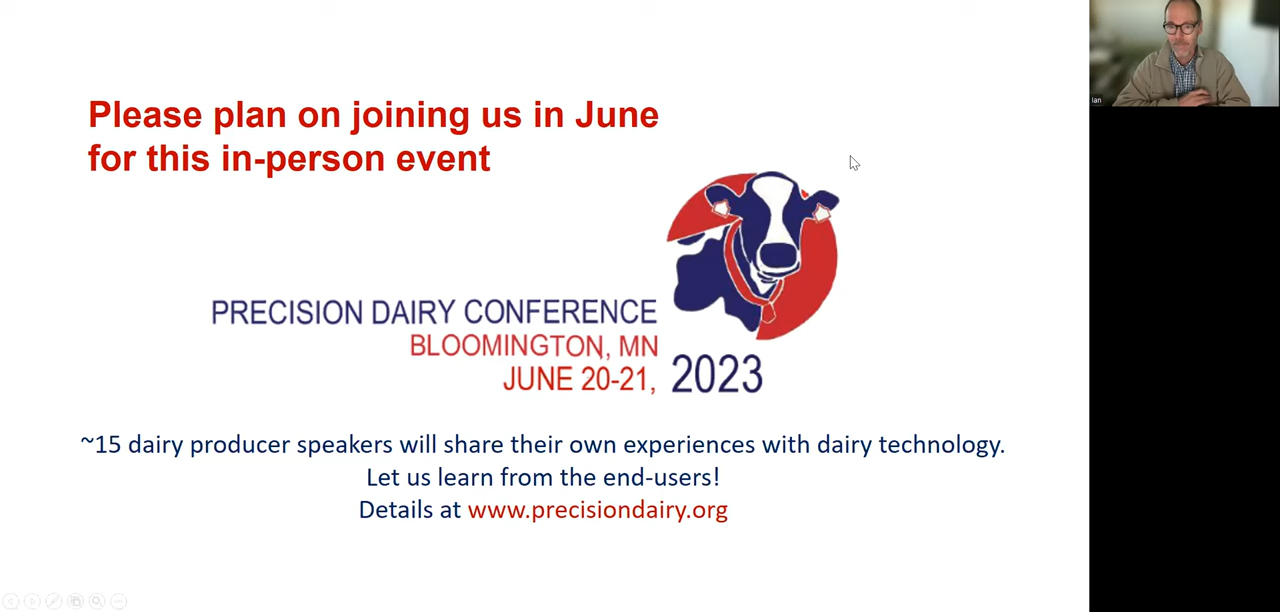 Please plan on joining us in June
for this in-person event
PRECISION DAIRY CONFERENCE
BLOOMINGTON, MN
JUNE 20-21, 2023
~15 dairy producer speakers will share their own experiences with dairy technology.
Let us learn from the end-users!
Details at www.precisiondairy.org
Ian